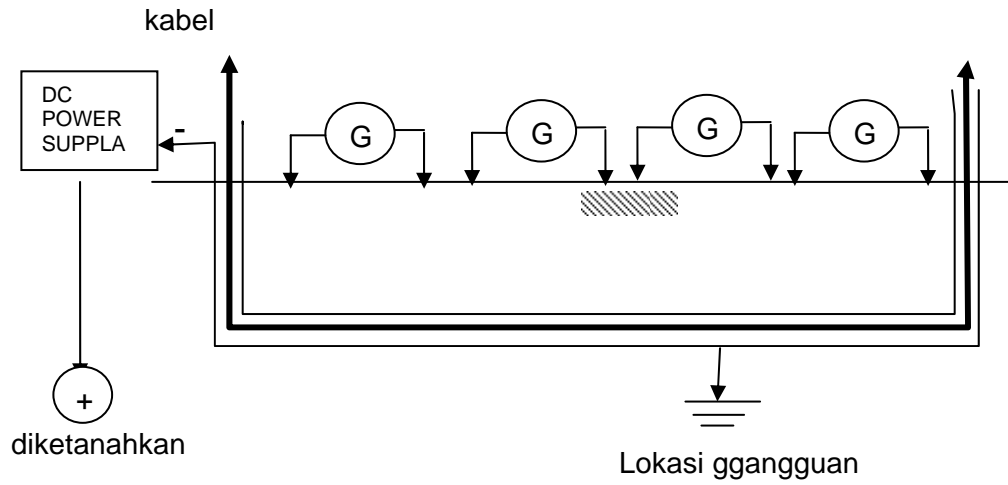 kabel
DC
POWER
SUPPLA
-
G G G G
+
diketanahkan
Lokasi ggangguan